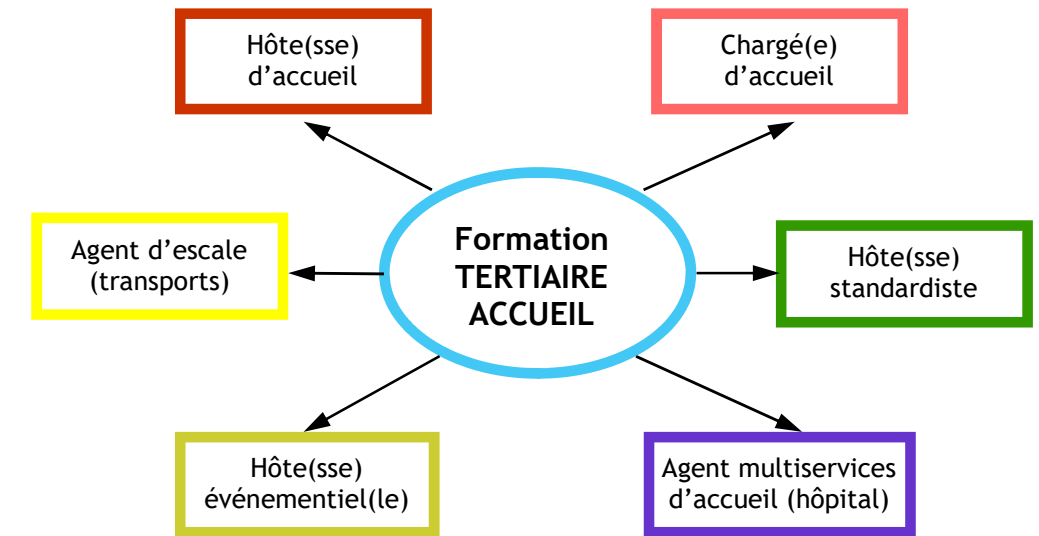 Hôte(sse)
d’accueil
Chargé(e)
d’accueil
Agent d’escale
(transports)
Formation
TERTIAIRE
ACCUEIL
Hôte(sse)
standardiste
Hôte(sse)
événementiel(le)
Agent multiservices
d’accueil (hôpital)